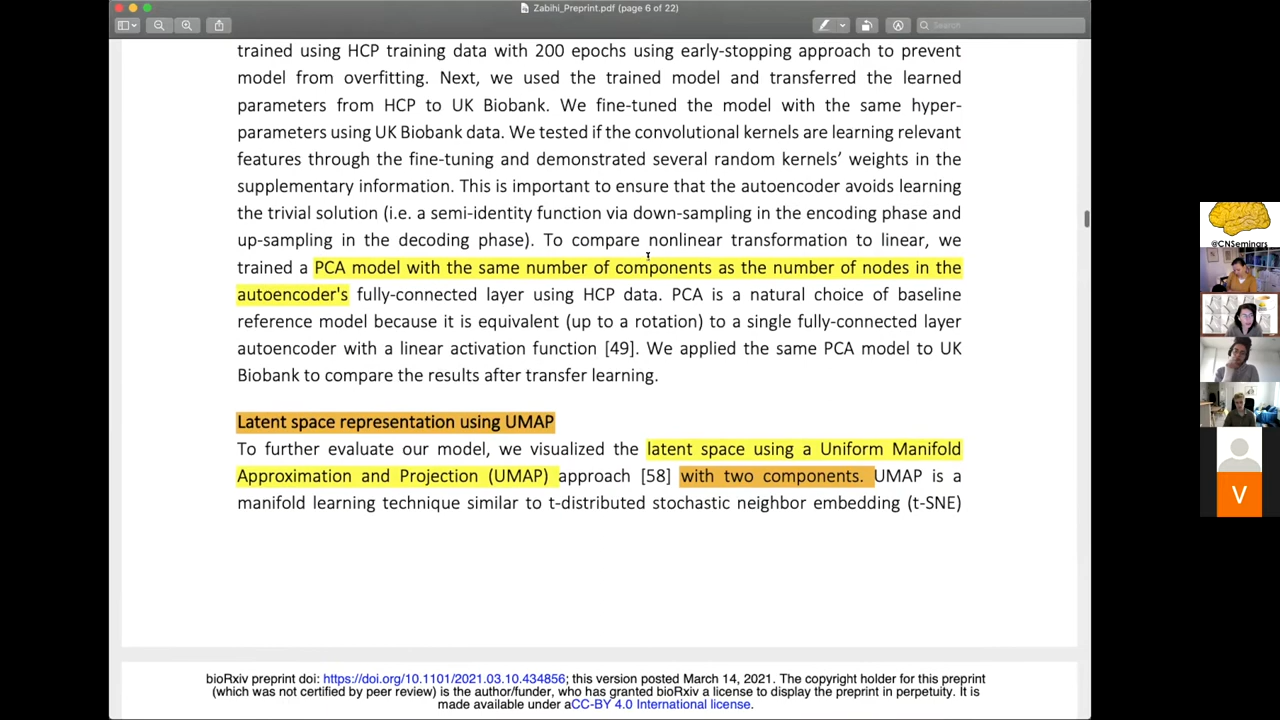 Zabihi_Preprint.pdf (page 6 of 22)
Search
trained using HCP training data with 200 epochs using early-stopping approach to prevent
model from overfitting. Next, we used the trained model and transferred the learned
parameters from HCP to UK Biobank. We fine-tuned the model with the same hyper-
parameters using UK Biobank data. We tested if the convolutional kernels are learning relevant
features through the fine-tuning and demonstrated several random kernels’ weights in the
supplementary information. This is important to ensure that the autoencoder avoids learning
the trivial solution (i.e. a semi-identity function via down-sampling in the encoding phase and
up-sampling in the decoding phase). To compare nonlinear transformation to linear, we
trained a PCA model with the same number of components as the number of nodes in the
autoencoder's fully-connected layer using HCP data. PCA is a natural choice of baseline
reference model because it is equivalent (up to a rotation) to a single fully-connected layer
autoencoder with a linear activation function [49]. We applied the same PCA model to UK
Biobank to compare the results after transfer learning.
Latent space representation using UMAP
To further evaluate our model, we visualized the latent space using a Uniform Manifold
Approximation and Projection (UMAP) approach [58] with two components. UMAP is a
manifold learning technique similar to t-distributed stochastic neighbor embedding (t-SNE)
bioRxiv preprint doi: https://doi.org/10.1101/2021.03.10.434856; this version posted March 14, 2021. The copyright holder for this preprint
(which was not certified by peer review) is the author/funder, who has granted bioRxiv a license to display the preprint in perpetuity. It is
made available under aCC-BY 4.0 International license.
@CNSeminars
V